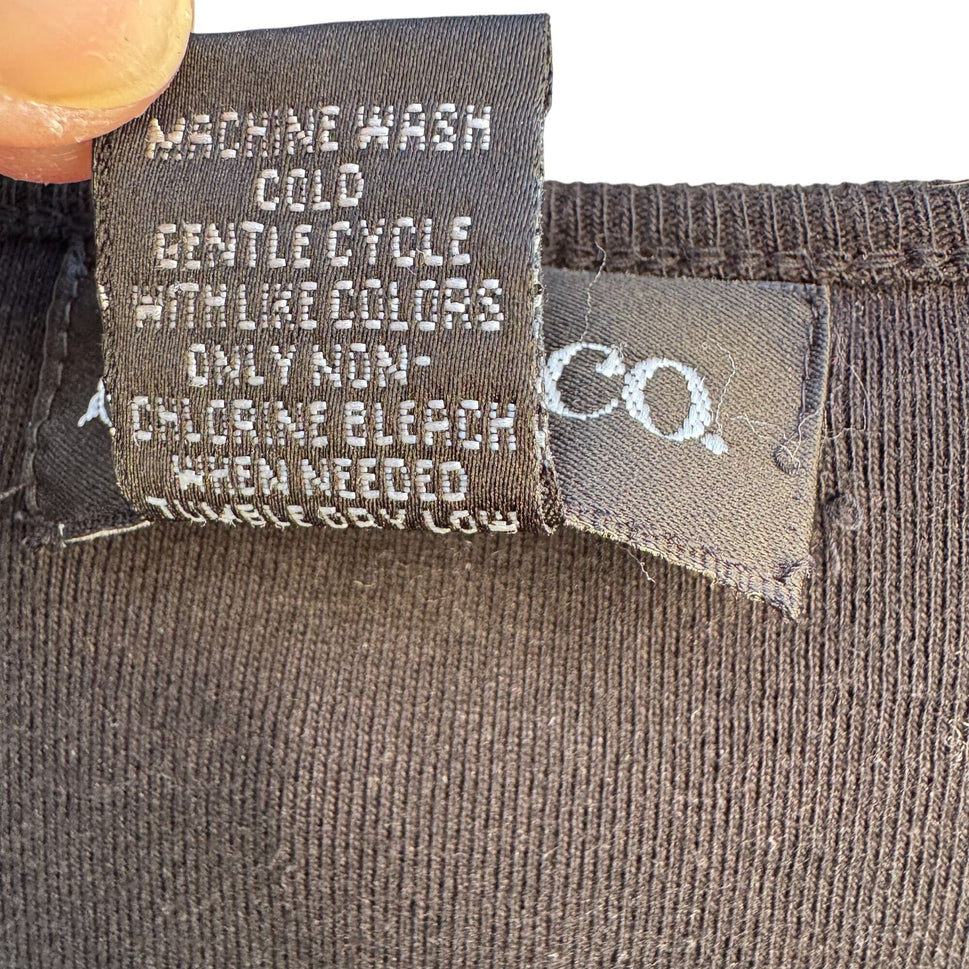 MACHINE WASH
COLD
GENTLE CYCLE
WITH LIKE COLORS
ONLY NON-
CHLORINE BLEACH
WHEN NEEDED
TUMBLE DRY LOW
CO.